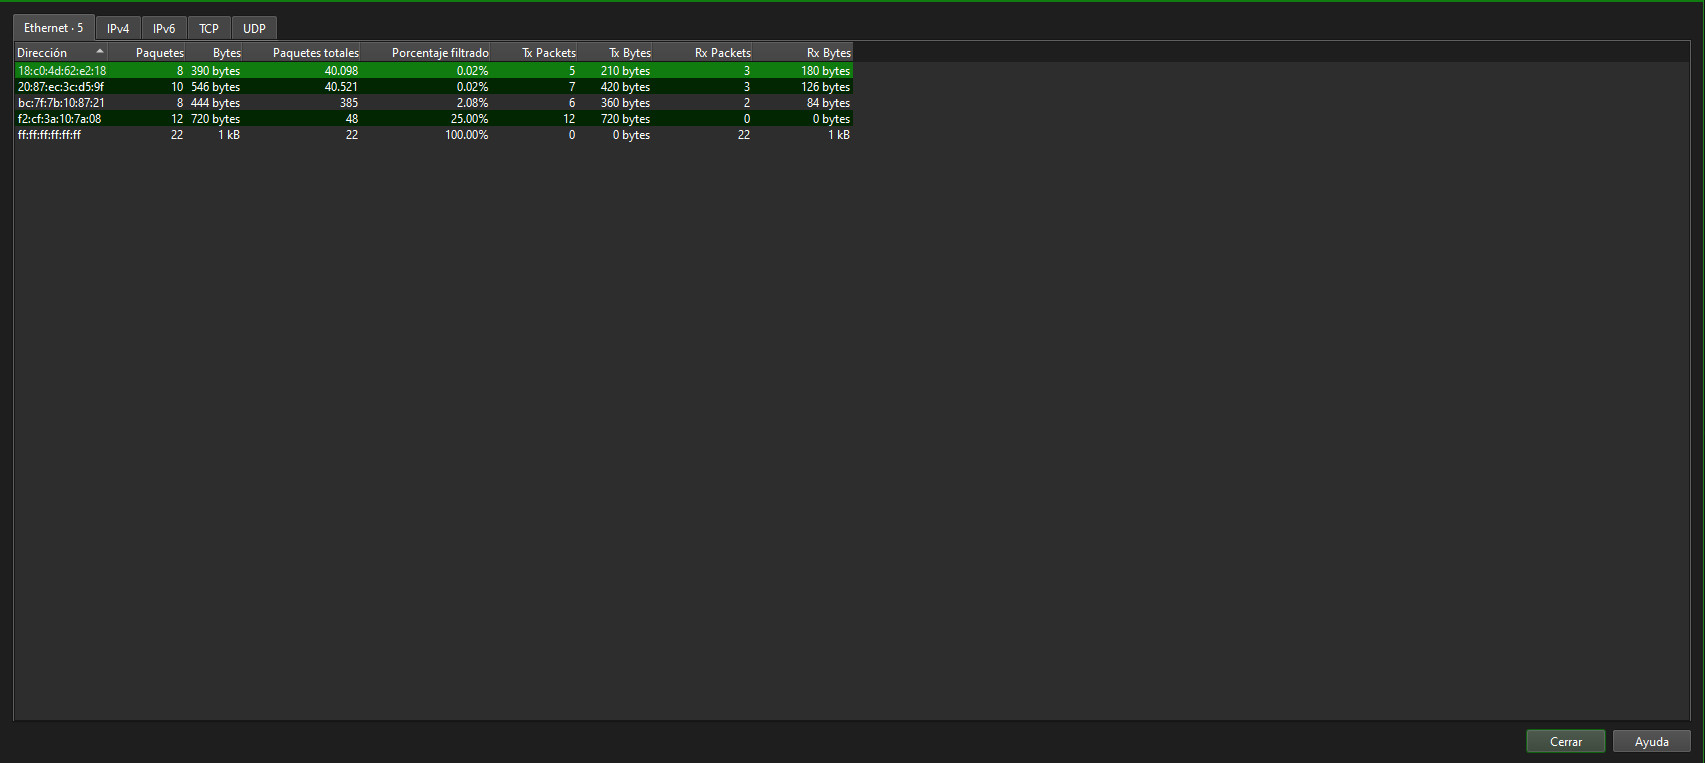 Ethernet · 5 IPv4 IPv6 TCP UDP
Dirección Paquetes Bytes Paquetes totales Porcentaje filtrado Tx Packets Tx Bytes Rx Packets Rx Bytes
18:c0:4d:62:e2:18 8 390 bytes 40.098 0.02% 5 210 bytes 3 180 bytes
20:87:ec:3c:d5:9f 10 546 bytes 40.521 0.02% 7 420 bytes 3 126 bytes
bc:7f:7b:10:87:21 8 444 bytes 385 2.08% 6 360 bytes 2 84 bytes
f2:cf:3a:10:7a:08 12 720 bytes 48 25.00% 12 720 bytes 0 0 bytes
ff:ff:ff:ff:ff:ff 22 1 kB 22 100.00% 0 0 bytes 22 1 kB
Cerrar Ayuda